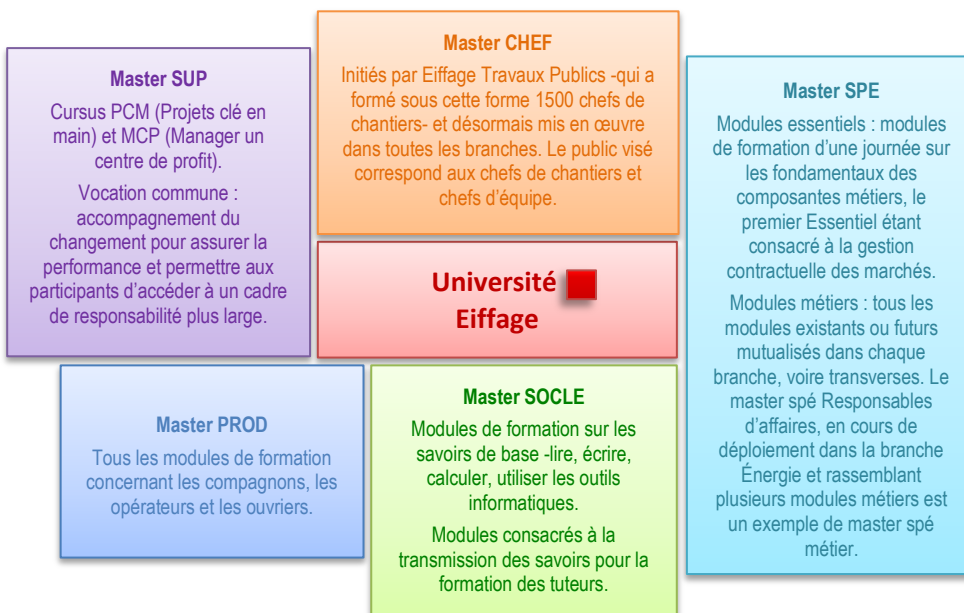 Master SUP
Cursus PCM (Projets clé en
main) et MCP (Manager un
centre de profit).
Vocation commune :
accompagnement du
changement pour assurer la
performance et permettre aux
participants d'accéder à un cadre
de responsabilité plus large.
Master CHEF
Initiés par Eiffage Travaux Publics -qui a
formé sous cette forme 1500 chefs de
chantiers- et désormais mis en œuvre
dans toutes les branches. Le public visé
correspond aux chefs de chantiers et
chefs d'équipe.
Master SPE
Modules essentiels : modules
de formation d'une journée sur
les fondamentaux des
composantes métiers, le
premier Essentiel étant
consacré à la gestion
contractuelle des marchés.
Modules métiers : tous les
modules existants ou futurs
mutualisés dans chaque
branche, voire transverses. Le
master spé Responsables
d'affaires, en cours de
déploiement dans la branche
Énergie et rassemblant
plusieurs modules métiers est
un exemple de master spé
métier.
Université
Eiffage
Master PROD
Tous les modules de formation
concernant les compagnons, les
opérateurs et les ouvriers.
Master SOCLE
Modules de formation sur les
savoirs de base -lire, écrire,
calculer, utiliser les outils
informatiques.
Modules consacrés à la
transmission des savoirs pour la
formation des tuteurs.